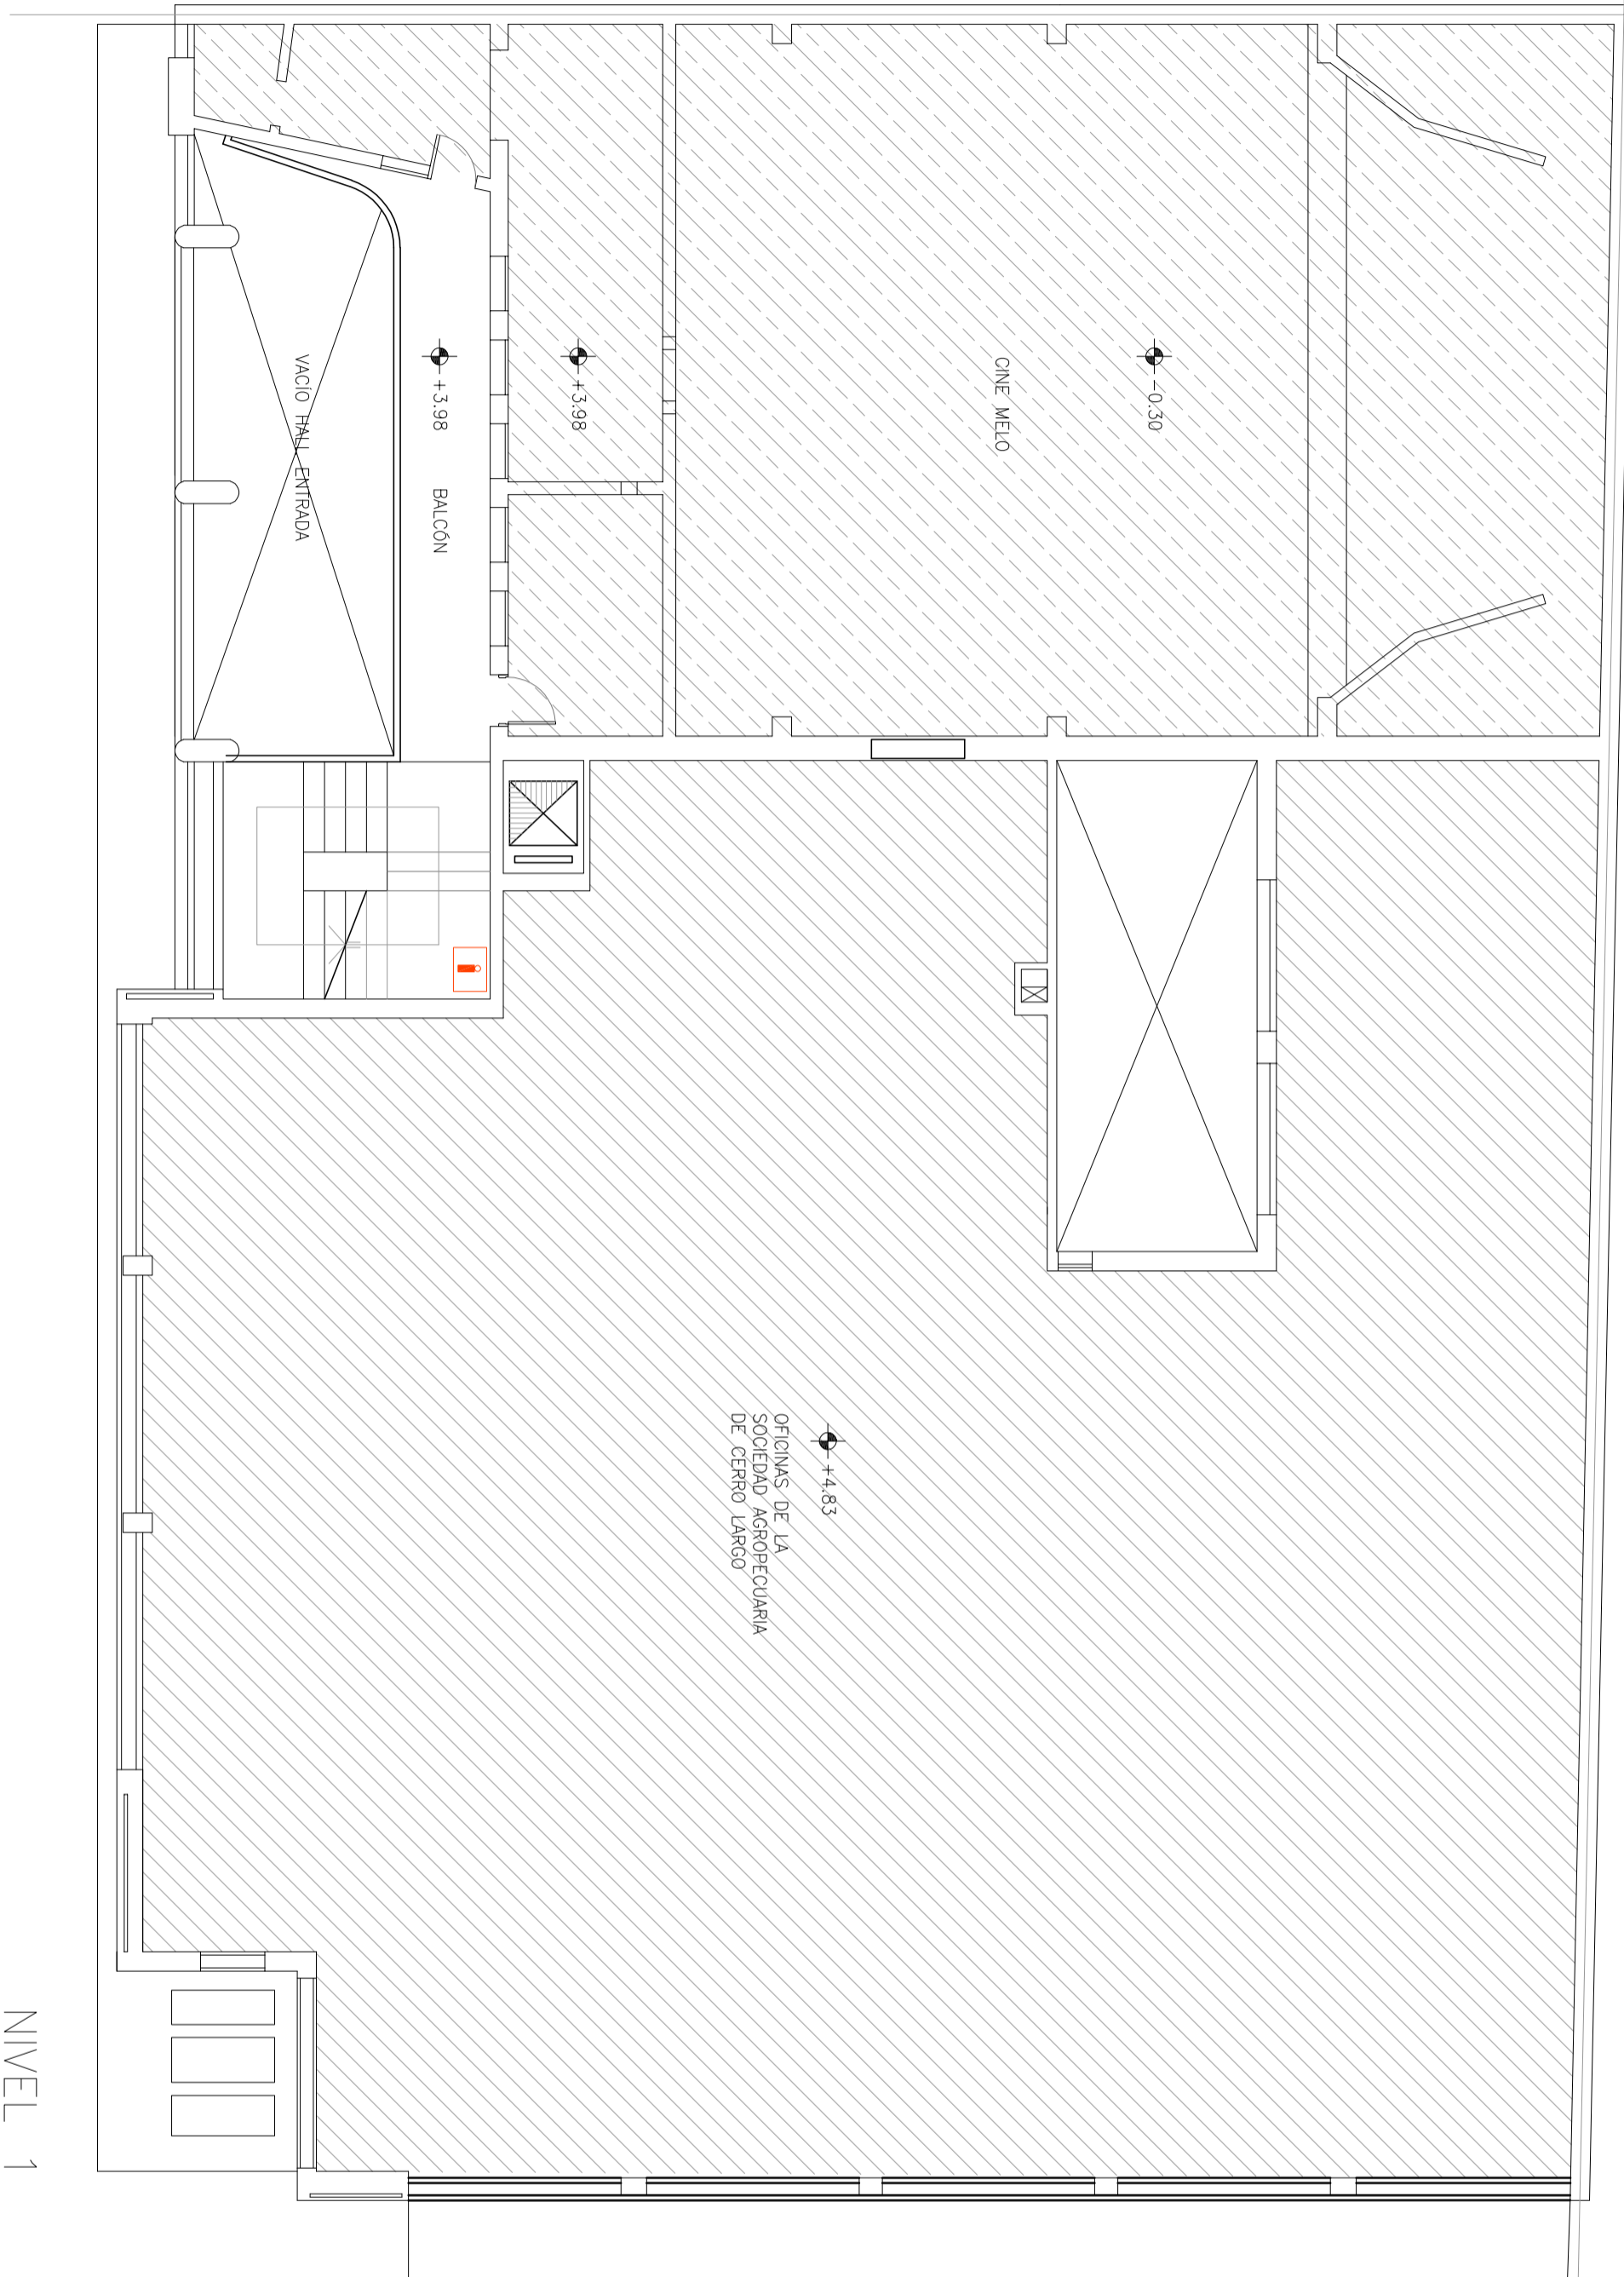 -0.30
CINE MELO
+3.98
+3.98 BALCÓN
VACÍO HALL ENTRADA
+4.83
OFICINAS DE LA
SOCIEDAD AGROPECUARIA
DE CERRO LARGO
NIVEL 1